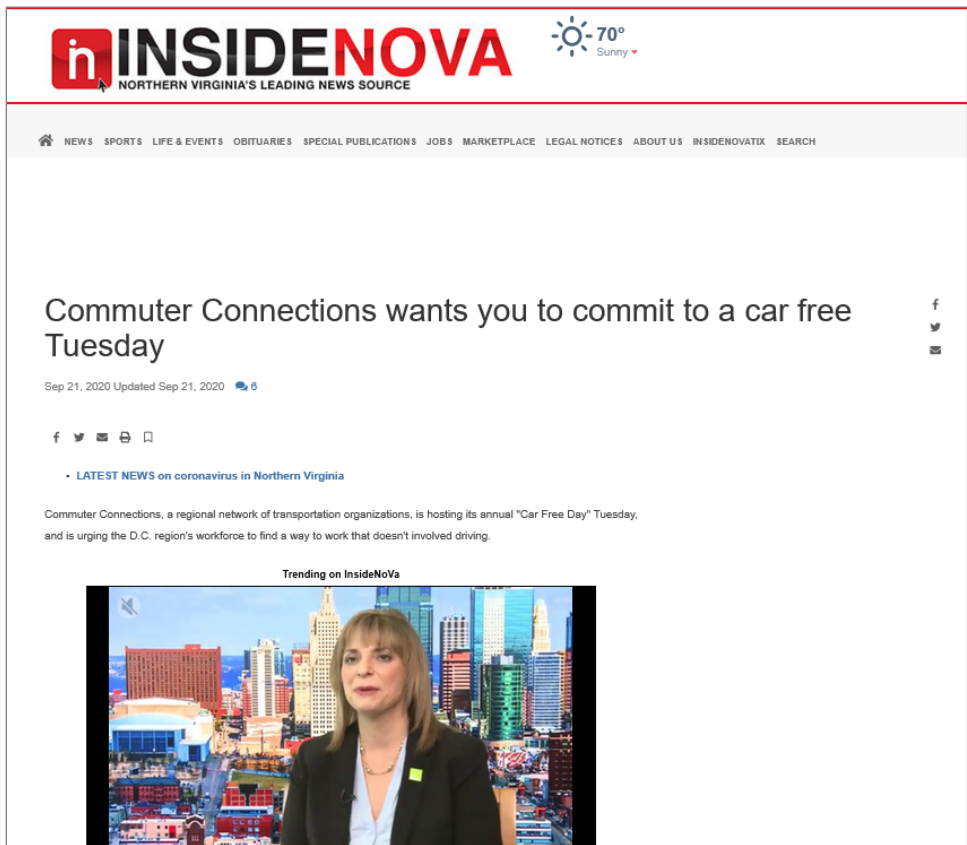 in INSIDENOVA
NORTHERN VIRGINIA'S LEADING NEWS SOURCE
70°
Sunny
NEWS SPORTS LIFE & EVENTS OBITUARIES SPECIAL PUBLICATIONS JOBS MARKETPLACE LEGAL NOTICES ABOUT US INSIDENOVATIX SEARCH
Commuter Connections wants you to commit to a car free
Tuesday
Sep 21, 2020 Updated Sep 21, 2020 6
• LATEST NEWS on coronavirus in Northern Virginia
Commuter Connections, a regional network of transportation organizations, is hosting its annual "Car Free Day" Tuesday,
and is urging the D.C. region's workforce to find a way to work that doesn't involved driving.
Trending on InsideNoVa